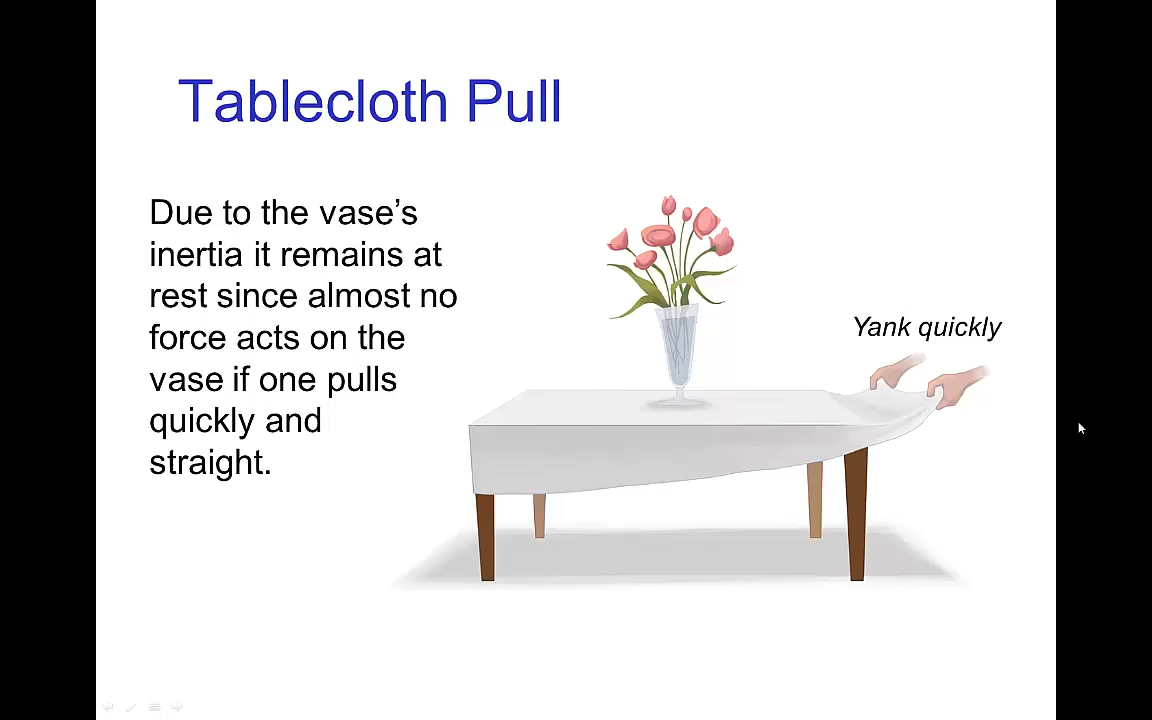 Tablecloth Pull
Due to the vase’s
inertia it remains at
rest since almost no
force acts on the
vase if one pulls
quickly and
straight.
Yank quickly